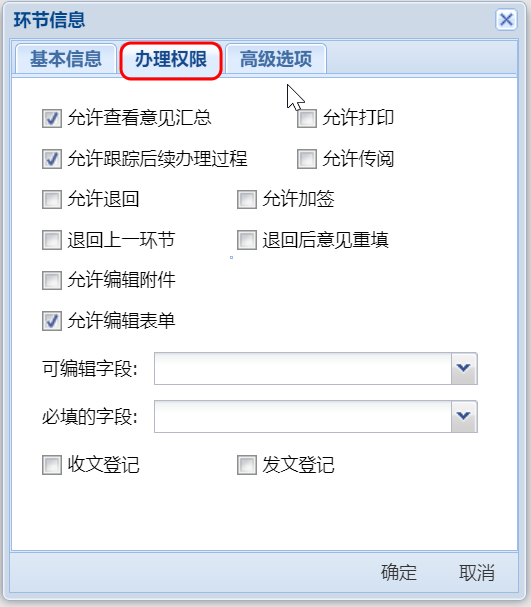 环节信息
基本信息 办理权限 高级选项
允许查看意见汇总 允许打印
允许跟踪后续办理过程 允许传阅
允许退回 允许加签
退回上一环节 退回后意见重填
允许编辑附件
允许编辑表单
可编辑字段:
必填的字段:
收文登记 发文登记
确定 取消